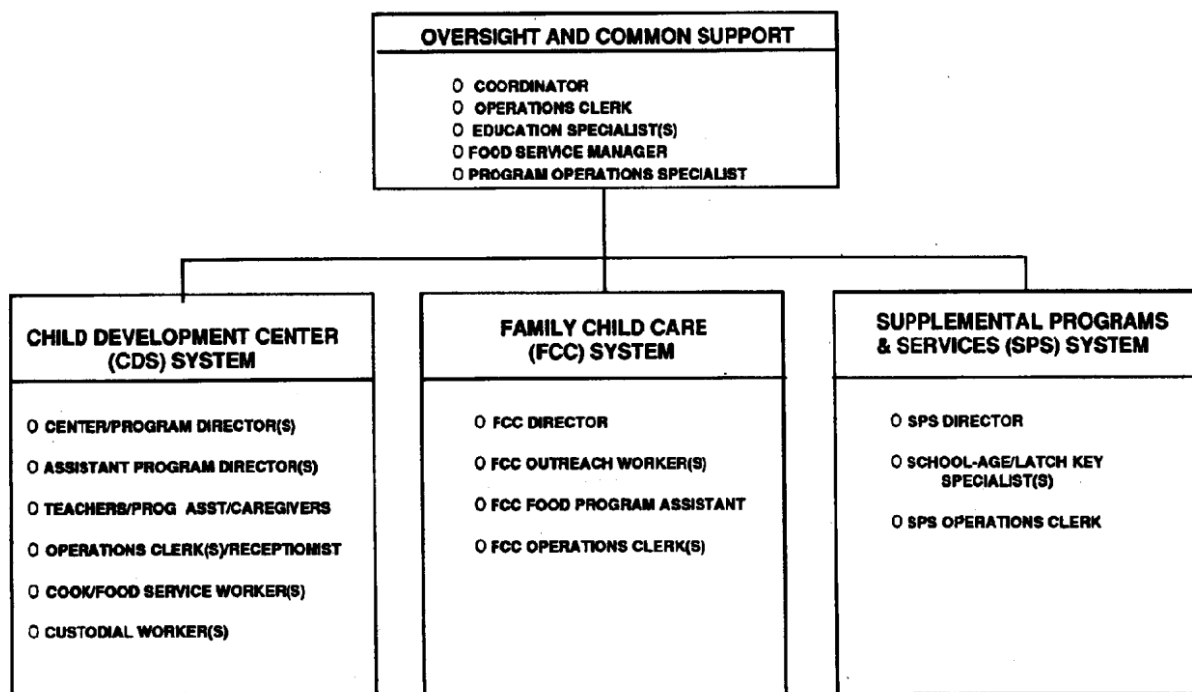 OVERSIGHT AND COMMON SUPPORT
O COORDINATOR
O OPERATIONS CLERK
O EDUCATION SPECIALIST(S)
O FOOD SERVICE MANAGER
O PROGRAM OPERATIONS SPECIALIST
CHILD DEVELOPMENT CENTER
(CDS) SYSTEM
O CENTER/PROGRAM DIRECTOR(S)
O ASSISTANT PROGRAM DIRECTOR(S)
O TEACHERS/PROG ASST/CAREGIVERS
O OPERATIONS CLERK(S)/RECEPTIONIST
O COOK/FOOD SERVICE WORKER(S)
O CUSTODIAL WORKER(S)
FAMILY CHILD CARE
(FCC) SYSTEM
O FCC DIRECTOR
O FCC OUTREACH WORKER(S)
O FCC FOOD PROGRAM ASSISTANT
O FCC OPERATIONS CLERK(S)
SUPPLEMENTAL PROGRAMS
& SERVICES (SPS) SYSTEM
O SPS DIRECTOR
O SCHOOL-AGE/LATCH KEY
SPECIALIST(S)
O SPS OPERATIONS CLERK